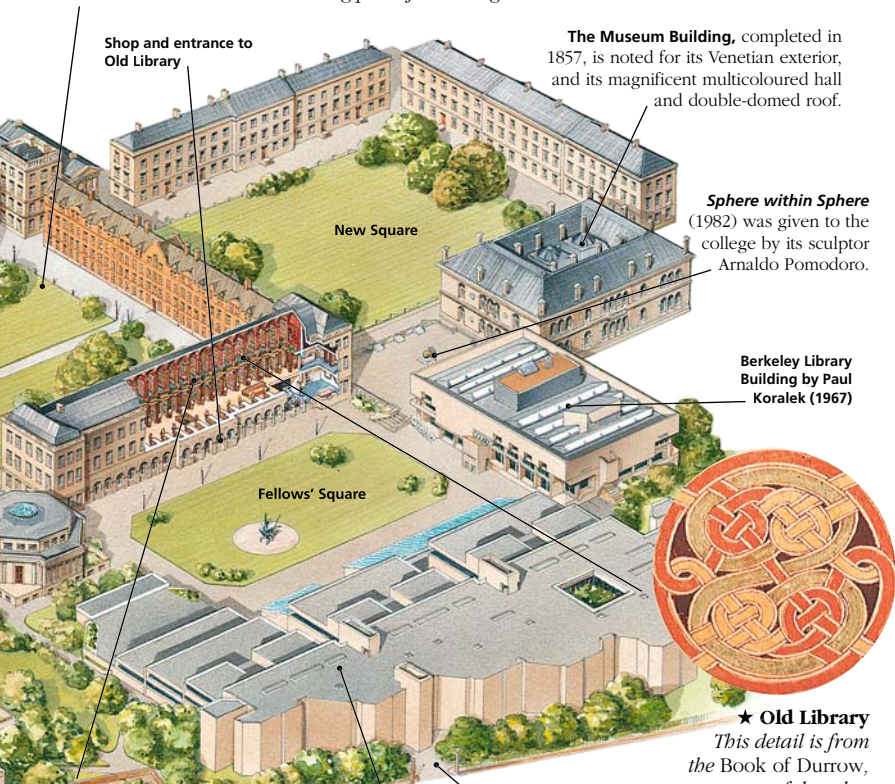 Shop and entrance to
Old Library
The Museum Building, completed in
1857, is noted for its Venetian exterior,
and its magnificent multicoloured hall
and double-domed roof.
New Square
Sphere within Sphere
(1982) was given to the
college by its sculptor
Arnaldo Pomodoro.
Berkeley Library
Building by Paul
Koralek (1967)
Fellows' Square
★ Old Library
This detail is from
the Book of Durrow,